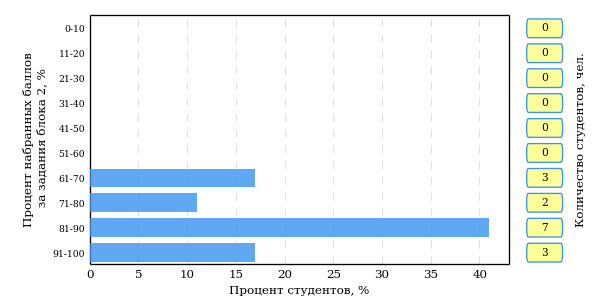 Процент набранных баллов
за задания блока 2, %
0-10 0
11-20 0
21-30 0
31-40 0
41-50 0
51-60 0
61-70 3
71-80 2
81-90 7
91-100 3
0 5 10 15 20 25 30 35 40
Процент студентов, %
Количество студентов, чел.